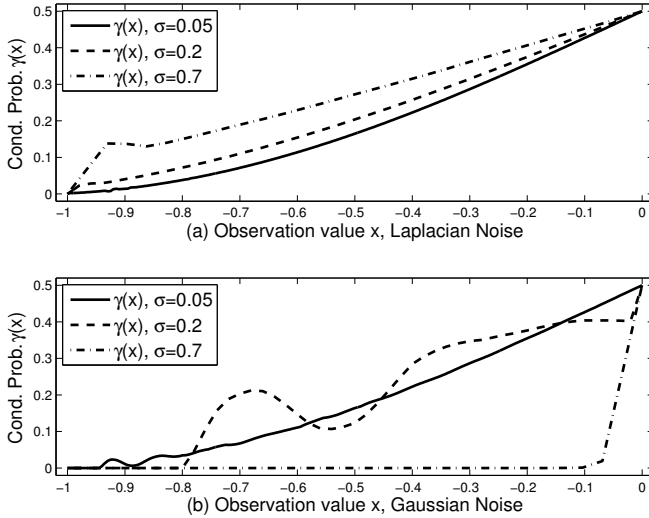 0.5
0.4
0.3
0.2
0.1
0
Cond. Prob. γ(x)
γ(x), σ=0.05
γ(x), σ=0.2
γ(x), σ=0.7
-1 -0.9 -0.8 -0.7 -0.6 -0.5 -0.4 -0.3 -0.2 -0.1 0
(a) Observation value x, Laplacian Noise
0.5
0.4
0.3
0.2
0.1
0
Cond. Prob. γ(x)
γ(x), σ=0.05
γ(x), σ=0.2
γ(x), σ=0.7
-1 -0.9 -0.8 -0.7 -0.6 -0.5 -0.4 -0.3 -0.2 -0.1 0
(b) Observation value x, Gaussian Noise